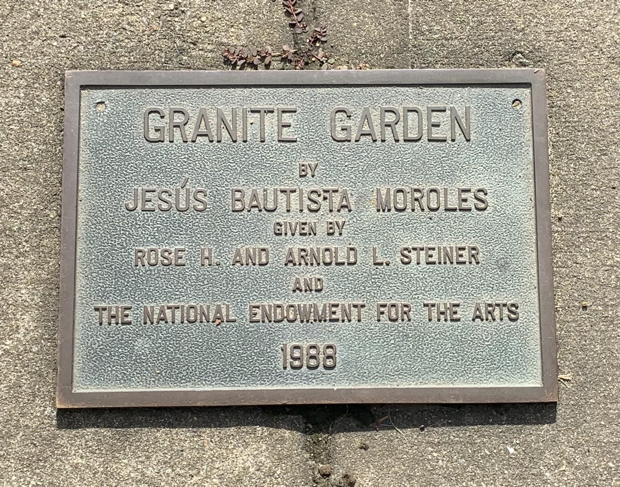 GRANITE GARDEN
BY
JESÚS BAUTISTA MOROLES
GIVEN BY
ROSE H. AND ARNOLD L. STEINER
AND
THE NATIONAL ENDOWMENT FOR THE ARTS
1988